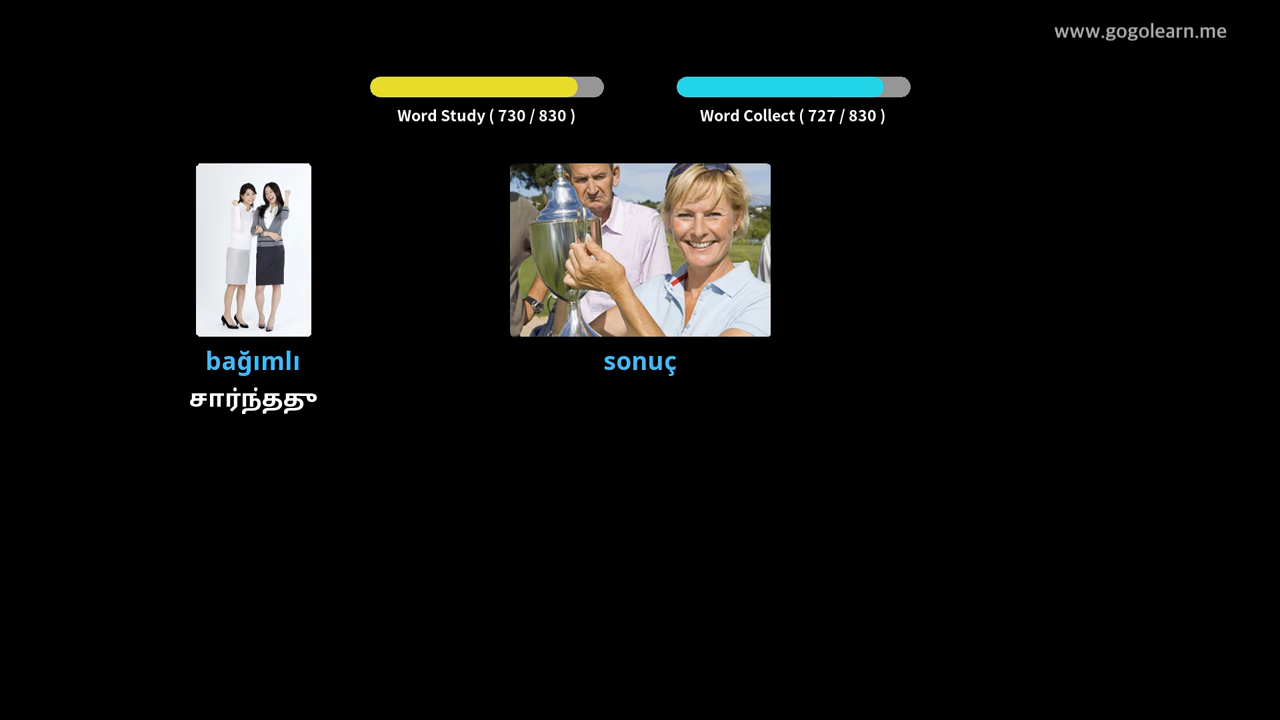 www.gogolearn.me
Word Study ( 730 / 830 )
Word Collect ( 727 / 830 )
bağımlı
சார்ந்தது
sonuç